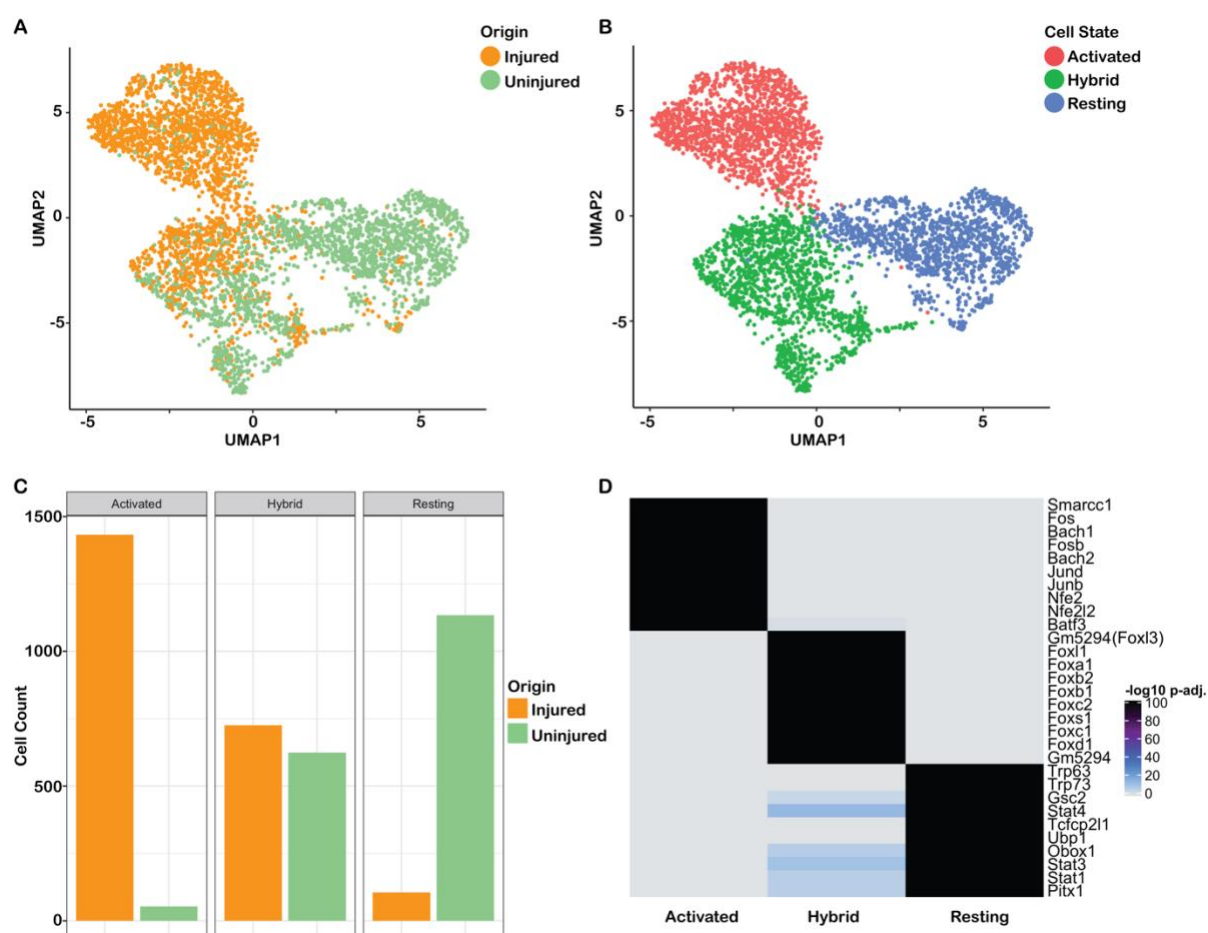 A
Origin
Injured
Uninjured
5
0
-5
UMAP2
-5
0
5
UMAP1
B
Cell State
Activated
Hybrid
Resting
5
0
-5
UMAP2
-5
0
5
UMAP1
C
Activated
Hybrid
Resting
1500
1000
500
0
Cell Count
Origin
Injured
Uninjured
D
Smarcc1
Fos
Bach1
Fosb
Bach2
Jund
Junb
Nfe2
Nfe2l2
Batf3
Gm5294(Foxl3)
Foxl1
Foxa1
Foxb2
Foxb1
Foxc2
Foxs1
Foxc1
Foxd1
Gm5294
Trp63
Trp73
Gsc2
Stat4
Tcfcp2l1
Ubp1
Obox1
Stat3
Stat1
Pitx1
-log10 p-adj.
100
80
60
40
20
0
Activated
Hybrid
Resting